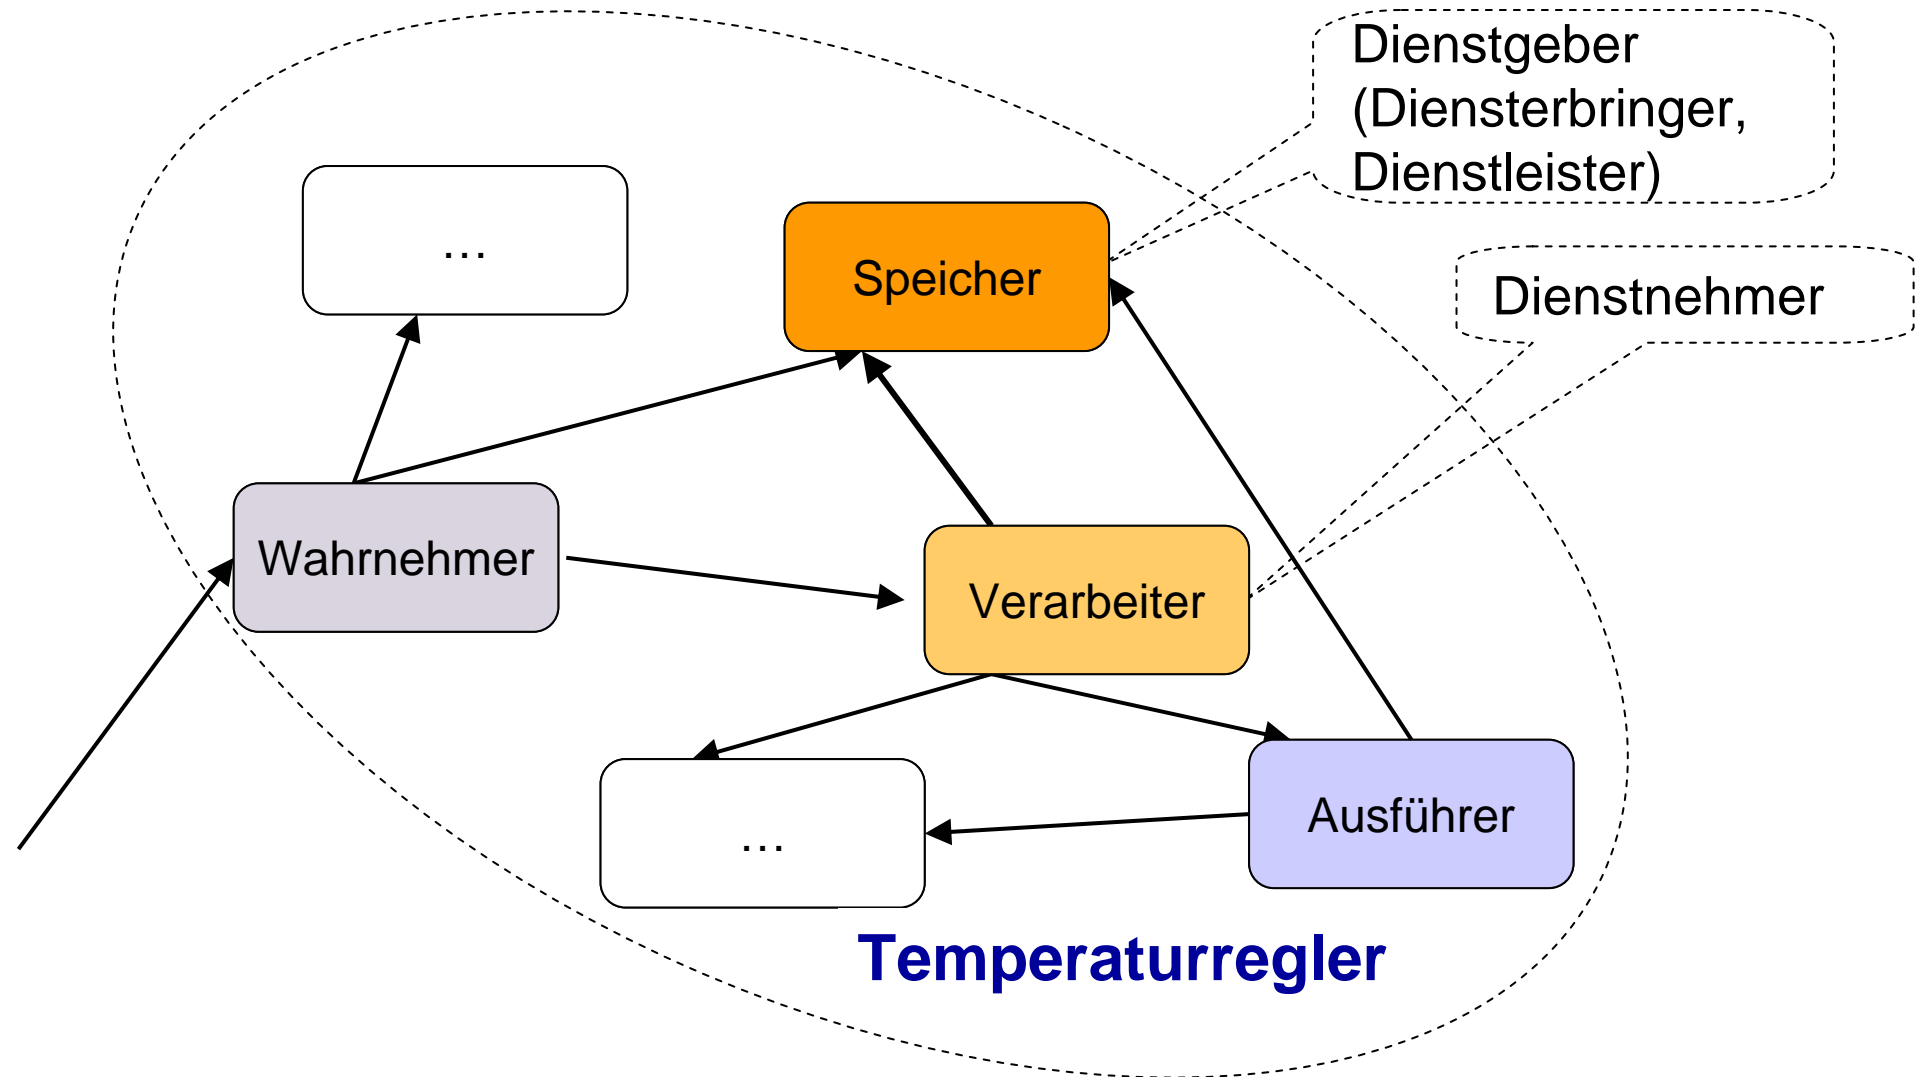 Dienstgeber
(Diensterbringer,
Dienstleister)
…
Speicher
Dienstnehmer
Wahrnehmer
Verarbeiter
…
Ausführer
Temperaturregler